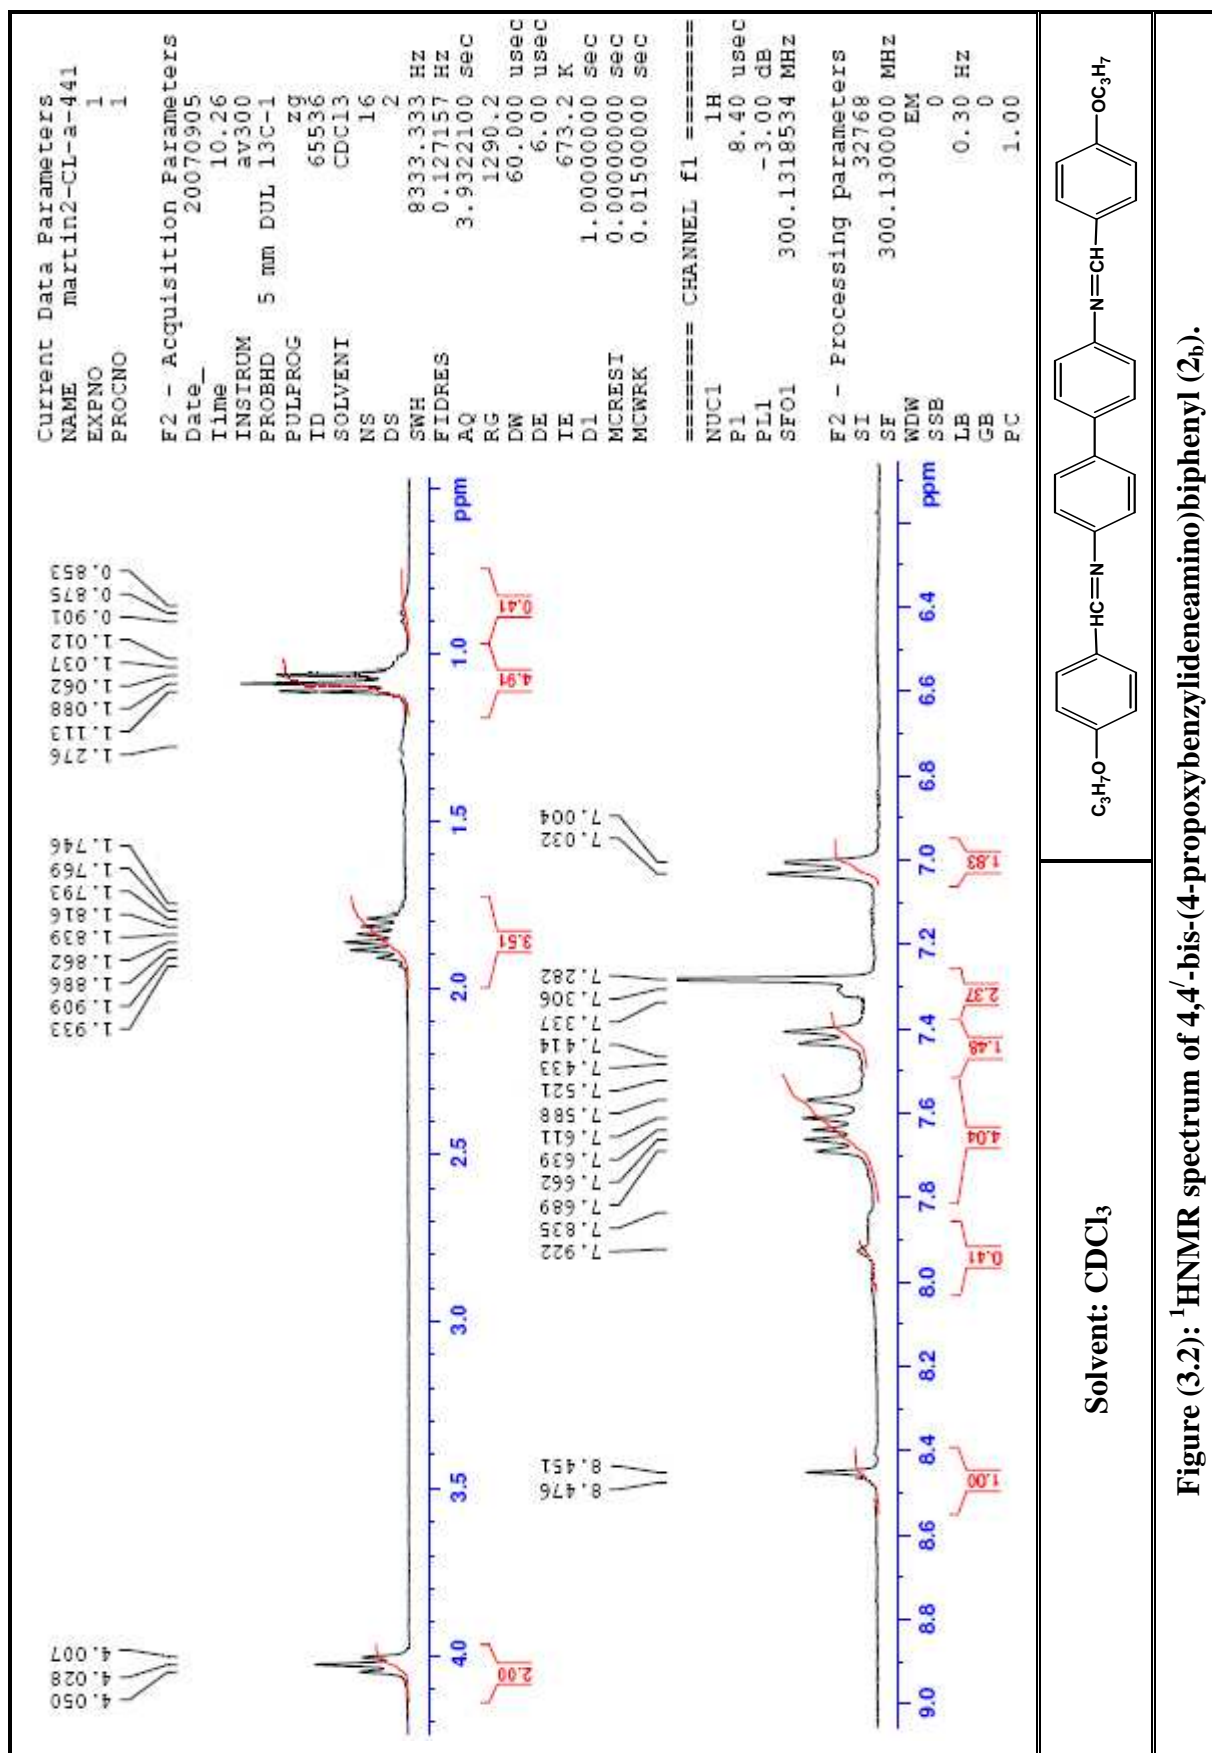 Current Data Parameters
NAME martin2-CL-a-441
EXPNO 1
PROCNO 1
F2 - Acquisition Parameters
Date_ 20070905
Time 10.26
INSTRUM av300
PROBHD 5 mm DUL 13C-1
PULPROG zg
TD 65536
SOLVENT CDCl3
NS 16
DS 2
SWH 8333.333 Hz
FIDRES 0.127157 Hz
AQ 3.9322100 sec
RG 1290.2
DW 60.000 usec
DE 6.00 usec
TE 673.2 K
D1 1.00000000 sec
MCREST 0.00000000 sec
MCWRK 0.01500000 sec
======== CHANNEL f1 ========
NUC1 1H
P1 8.40 usec
PL1 -3.00 dB
SFO1 300.1318534 MHz
F2 - Processing parameters
SI 32768
SF 300.1300000 MHz
WDW EM
SSB 0
LB 0.30 Hz
GB 0
PC 1.00
4.050
4.028
4.007
1.933
1.909
1.886
1.862
1.839
1.816
1.793
1.769
1.746
1.276
1.113
1.088
1.062
1.037
1.012
0.901
0.875
0.853
4.0 3.5 3.0 2.5 2.0 1.5 1.0 ppm
2.00 3.51 4.91 0.41
8.476
8.451
7.922
7.835
7.689
7.662
7.639
7.611
7.588
7.521
7.433
7.414
7.337
7.306
7.282
7.032
7.004
9.0 8.8 8.6 8.4 8.2 8.0 7.8 7.6 7.4 7.2 7.0 6.8 6.6 6.4 ppm
1.00 0.41 4.04 1.48 2.37 1.83
Solvent: CDCl₃
C₃H₇O HC=N N=CH OC₃H₇
Figure (3.2): ¹HNMR spectrum of 4,4/-bis-(4-propoxybenzylideneamino)biphenyl (2b).